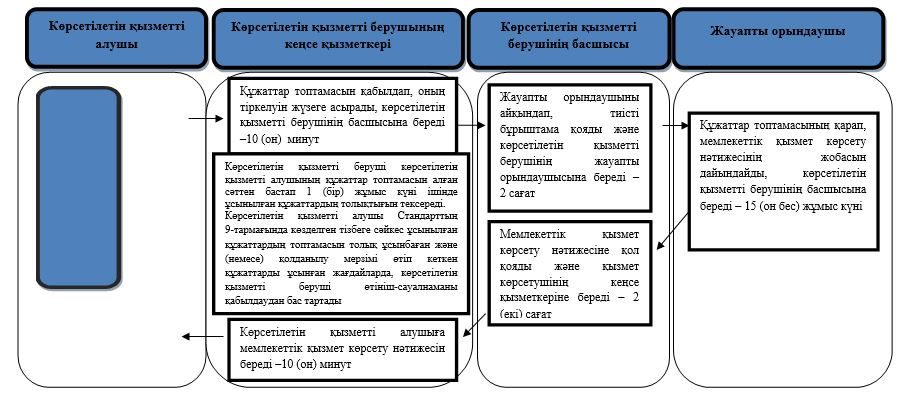 Көрсетілетін қызметті
алушы
Көрсетілетін қызметті берушының
кеңсе қызметкері
Көрсетілетін қызметті
берушінің басшысы
Жауапты орындаушы
Құжаттар топтамасын қабылдап, оның
тіркелуін жүзеге асырады, көрсетілетін
қызметті берушінің басшысына береді
–10 (он) минут
Көрсетілетін қызметті беруші көрсетілетін
қызметті алушының құжаттар топтамасын алған
сәттен бастап 1 (бір) жұмыс күні ішінде
ұсынылған құжаттардың толықтығын тексереді.
Көрсетілетін қызметті алушы Стандарттың
9-тармағында көзделген тізбеге сәйкес ұсынылған
құжаттардың топтамасын толық ұсынбаған және
(немесе) қолданылу мерзімі өтіп кеткен
құжаттарды ұсынған жағдайларда, көрсетілетін
қызметті беруші өтініш-сауалнаманы
қабылдаудан бас тартады
Көрсетілетін қызметті алушыға
мемлекеттік қызмет көрсету нәтижесін
береді –10 (он) минут
Жауапты орындаушыны
айқындап, тиісті
бұрыштама қояды және
көрсетілетін қызметті
берушінің жауапты
орындаушысына береді –
2 сағат
Мемлекеттік қызмет
көрсету нәтижесіне қол
қояды және қызмет
көрсетушінің кеңсе
қызметкеріне береді – 2
(екі) сағат
Құжаттар топтамасының қарап,
мемлекеттік қызмет көрсету
нәтижесінің жобасын
дайындайды, көрсетілетін
қызметті берушінің басшысына
береді – 15 (он бес) жұмыс күні